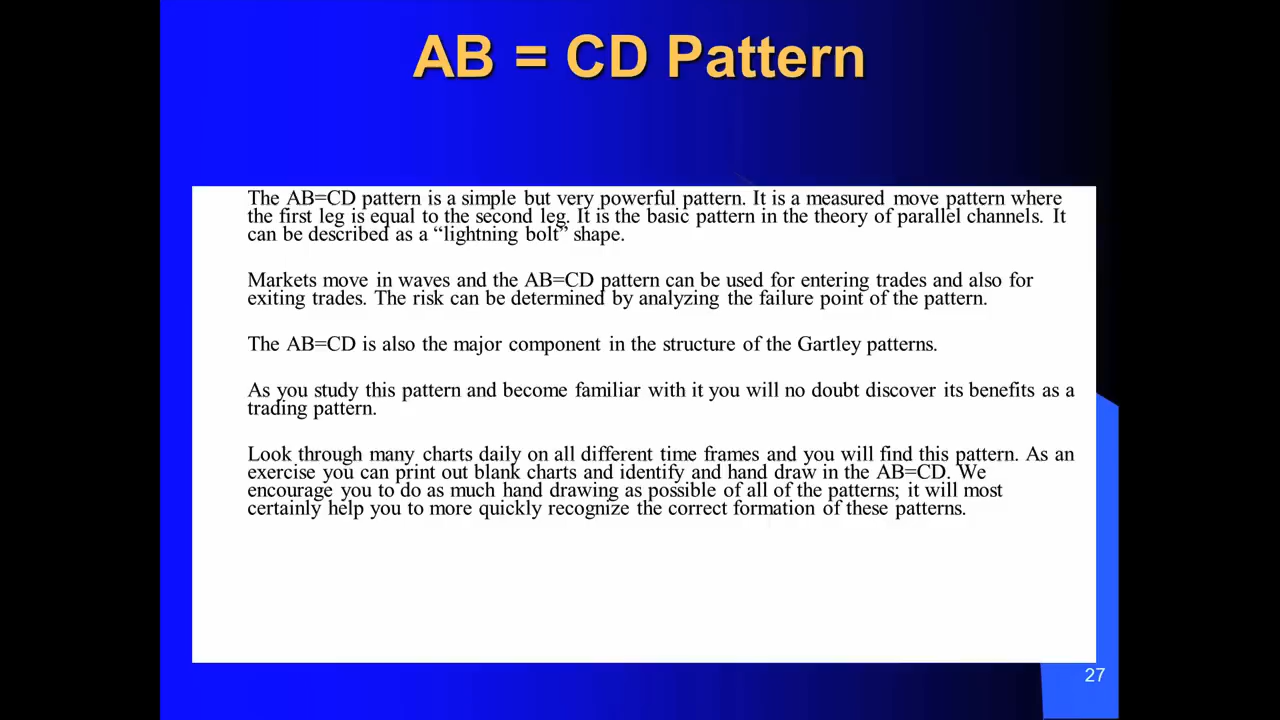 AB = CD Pattern
The AB=CD pattern is a simple but very powerful pattern. It is a measured move pattern where
the first leg is equal to the second leg. It is the basic pattern in the theory of parallel channels. It
can be described as a “lightning bolt” shape.
Markets move in waves and the AB=CD pattern can be used for entering trades and also for
exiting trades. The risk can be determined by analyzing the failure point of the pattern.
The AB=CD is also the major component in the structure of the Gartley patterns.
As you study this pattern and become familiar with it you will no doubt discover its benefits as a
trading pattern.
Look through many charts daily on all different time frames and you will find this pattern. As an
exercise you can print out blank charts and identify and hand draw in the AB=CD. We
encourage you to do as much hand drawing as possible of all of the patterns; it will most
certainly help you to more quickly recognize the correct formation of these patterns.
27